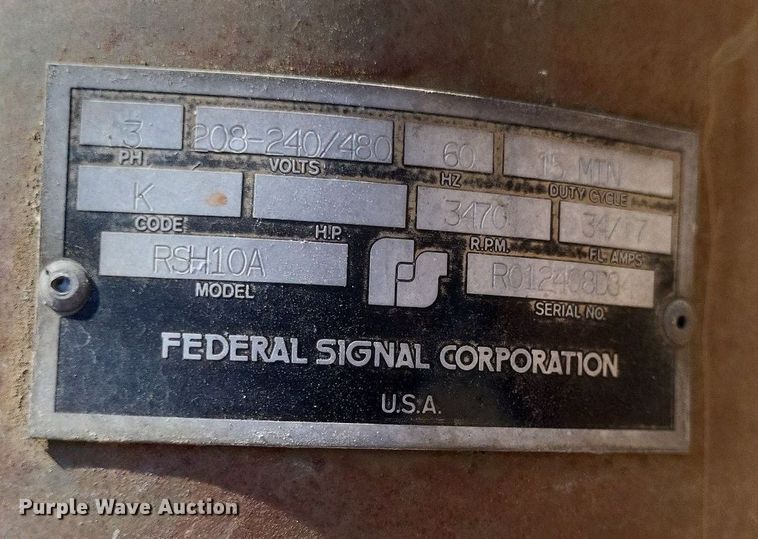 3 208-240/480 60 15 MIN
PH. VOLTS HZ DUTY CYCLE
K 3470 34/17
CODE H.P. R.P.M. FL. AMPS
RSH10A
MODEL SERIAL NO.
FEDERAL SIGNAL CORPORATION
U.S.A.
Purple Wave Auction